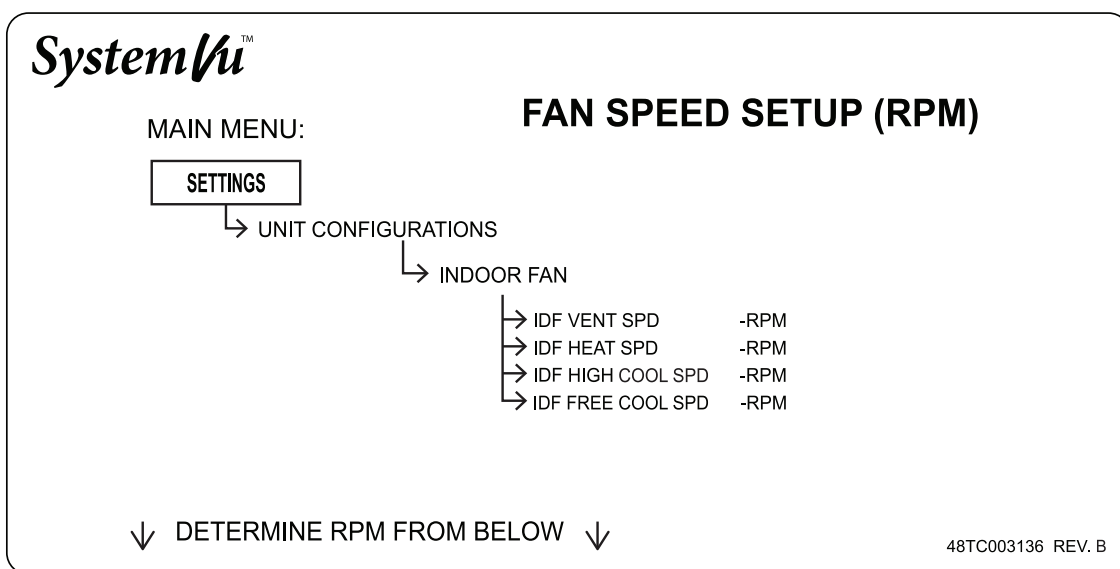 SystemVu™
FAN SPEED SETUP (RPM)
MAIN MENU:
SETTINGS
UNIT CONFIGURATIONS
INDOOR FAN
IDF VENT SPD -RPM
IDF HEAT SPD -RPM
IDF HIGH COOL SPD -RPM
IDF FREE COOL SPD -RPM
DETERMINE RPM FROM BELOW
48TC003136 REV. B